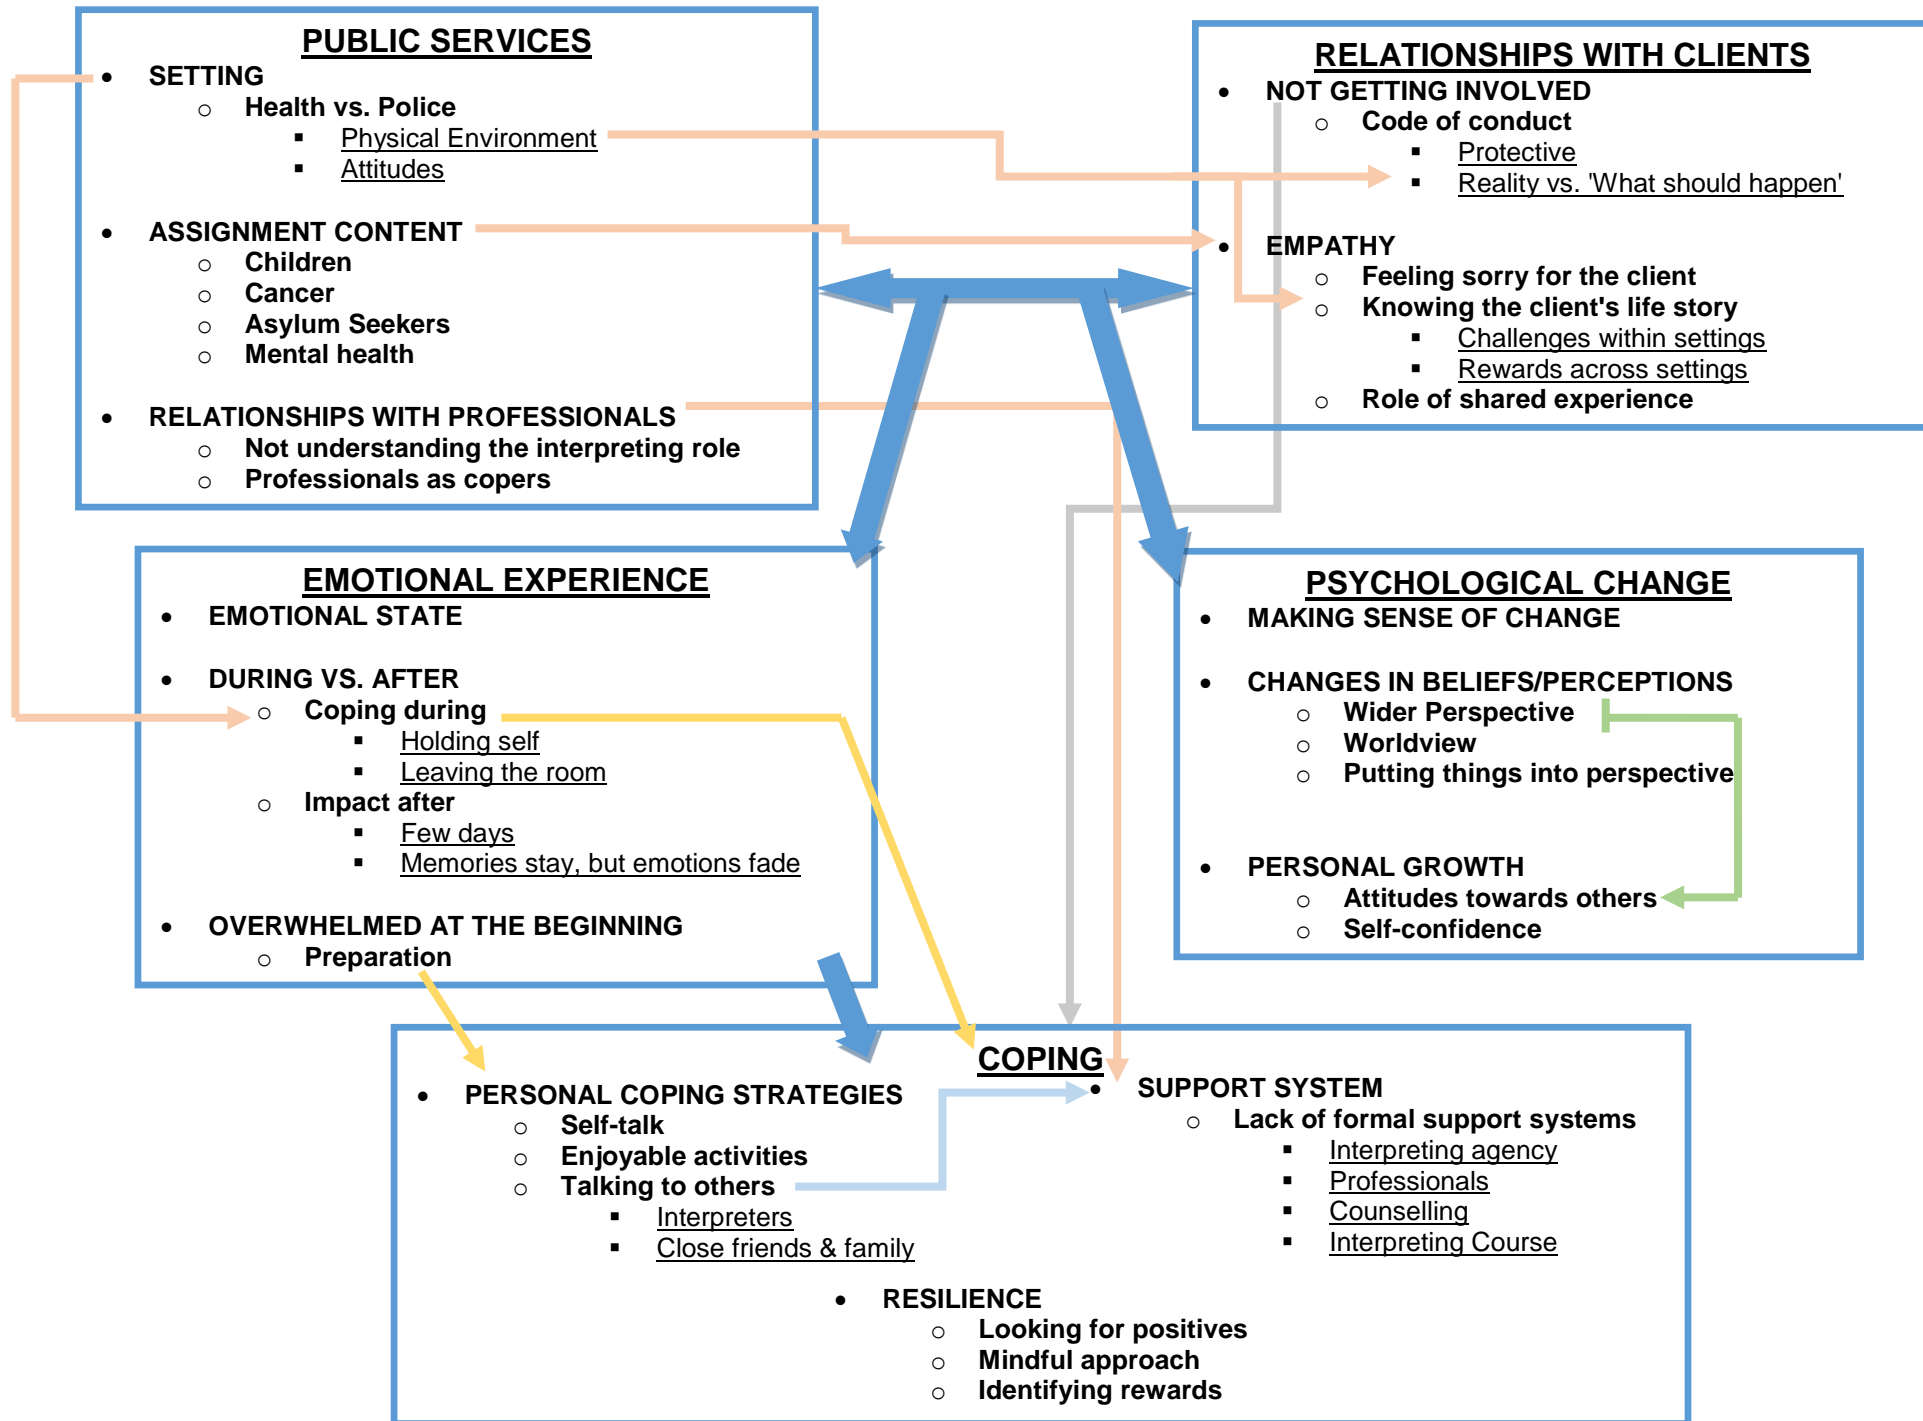 PUBLIC SERVICES
• SETTING
o Health vs. Police
▪ Physical Environment
▪ Attitudes
• ASSIGNMENT CONTENT
o Children
o Cancer
o Asylum Seekers
o Mental health
• RELATIONSHIPS WITH PROFESSIONALS
o Not understanding the interpreting role
o Professionals as copers
RELATIONSHIPS WITH CLIENTS
• NOT GETTING INVOLVED
o Code of conduct
▪ Protective
▪ Reality vs. 'What should happen'
• EMPATHY
o Feeling sorry for the client
o Knowing the client's life story
▪ Challenges within settings
▪ Rewards across settings
o Role of shared experience
EMOTIONAL EXPERIENCE
• EMOTIONAL STATE
• DURING VS. AFTER
o Coping during
▪ Holding self
▪ Leaving the room
o Impact after
▪ Few days
▪ Memories stay, but emotions fade
• OVERWHELMED AT THE BEGINNING
o Preparation
PSYCHOLOGICAL CHANGE
• MAKING SENSE OF CHANGE
• CHANGES IN BELIEFS/PERCEPTIONS
o Wider Perspective
o Worldview
o Putting things into perspective
• PERSONAL GROWTH
o Attitudes towards others
o Self-confidence
COPING
• PERSONAL COPING STRATEGIES
o Self-talk
o Enjoyable activities
o Talking to others
▪ Interpreters
▪ Close friends & family
• SUPPORT SYSTEM
o Lack of formal support systems
▪ Interpreting agency
▪ Professionals
▪ Counselling
▪ Interpreting Course
• RESILIENCE
o Looking for positives
o Mindful approach
o Identifying rewards